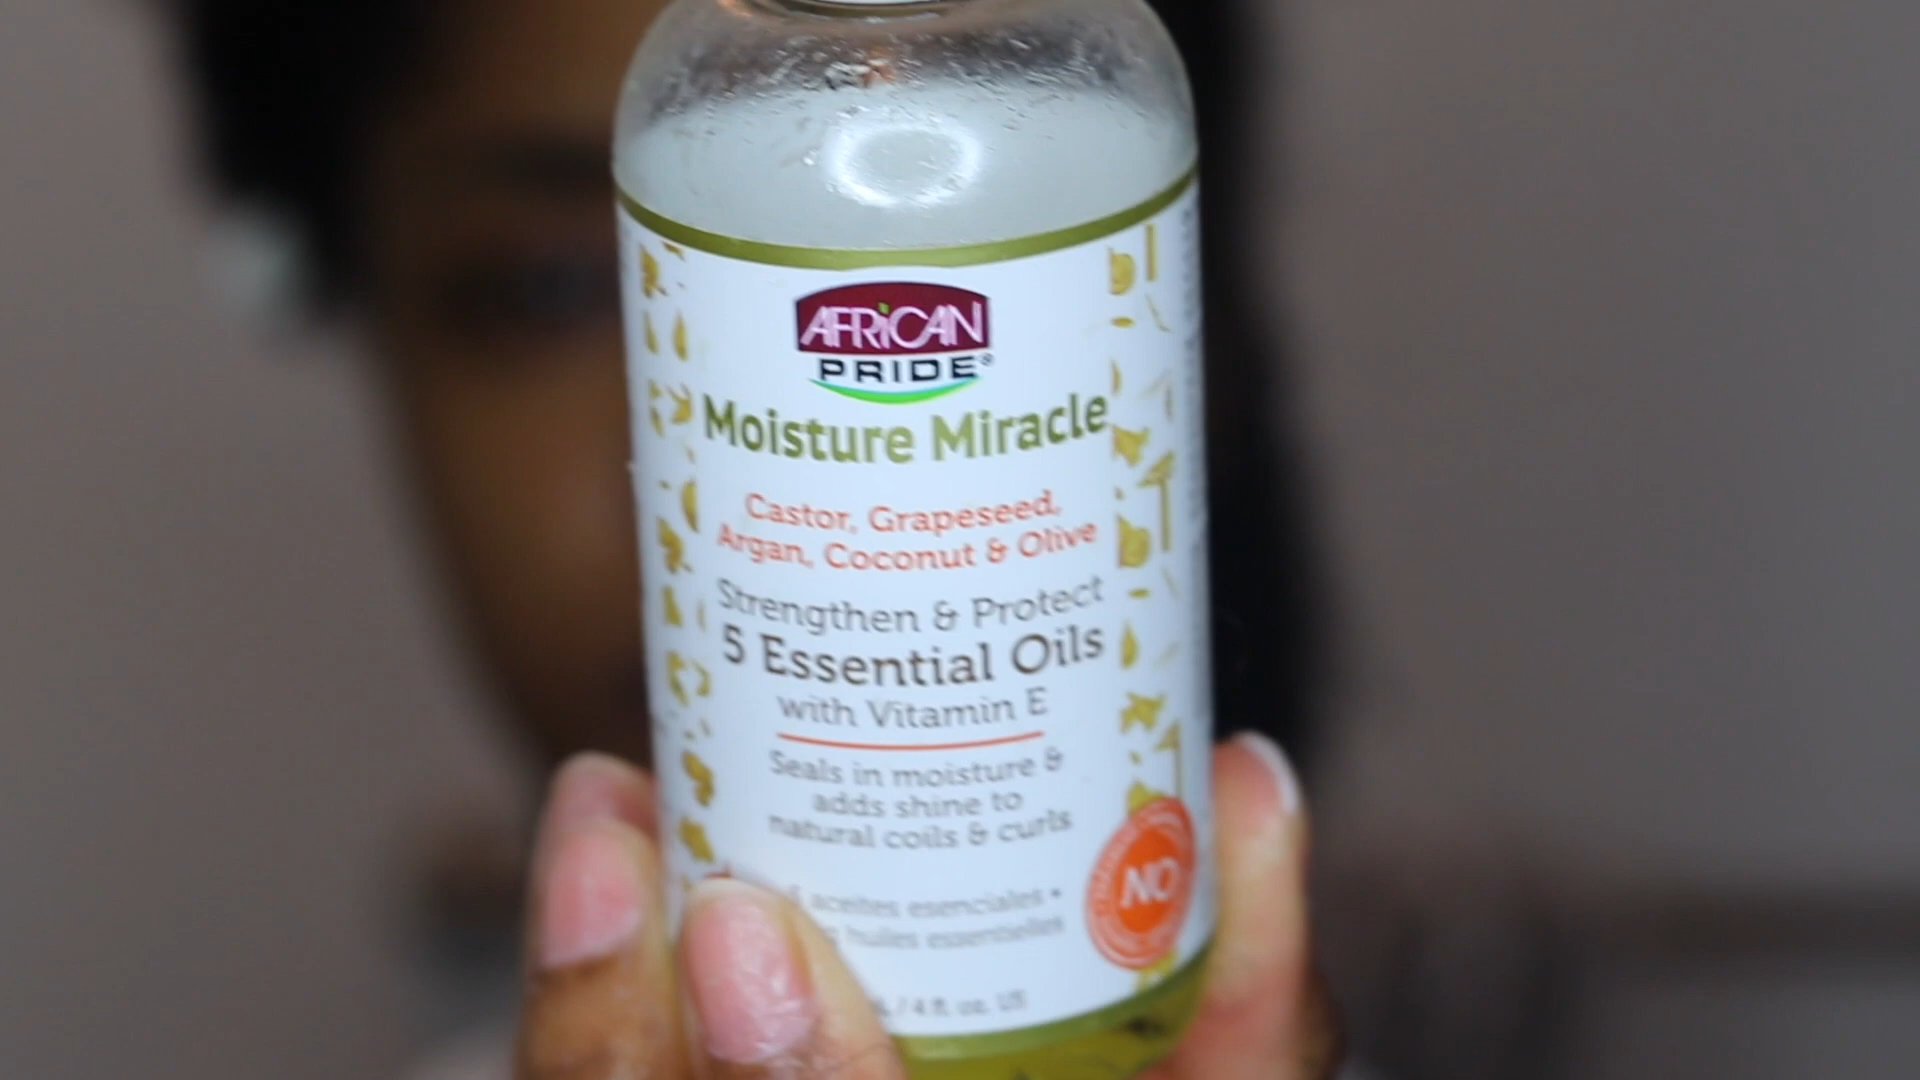 AFRiCAN
PRIDE®
Moisture Miracle
Castor, Grapeseed,
Argan, Coconut & Olive
Strengthen & Protect
5 Essential Oils
with Vitamin E
Seals in moisture &
adds shine to
natural coils & curls
5 aceites esenciales •
huiles essentielles
/ 4 fl. oz. US
NO